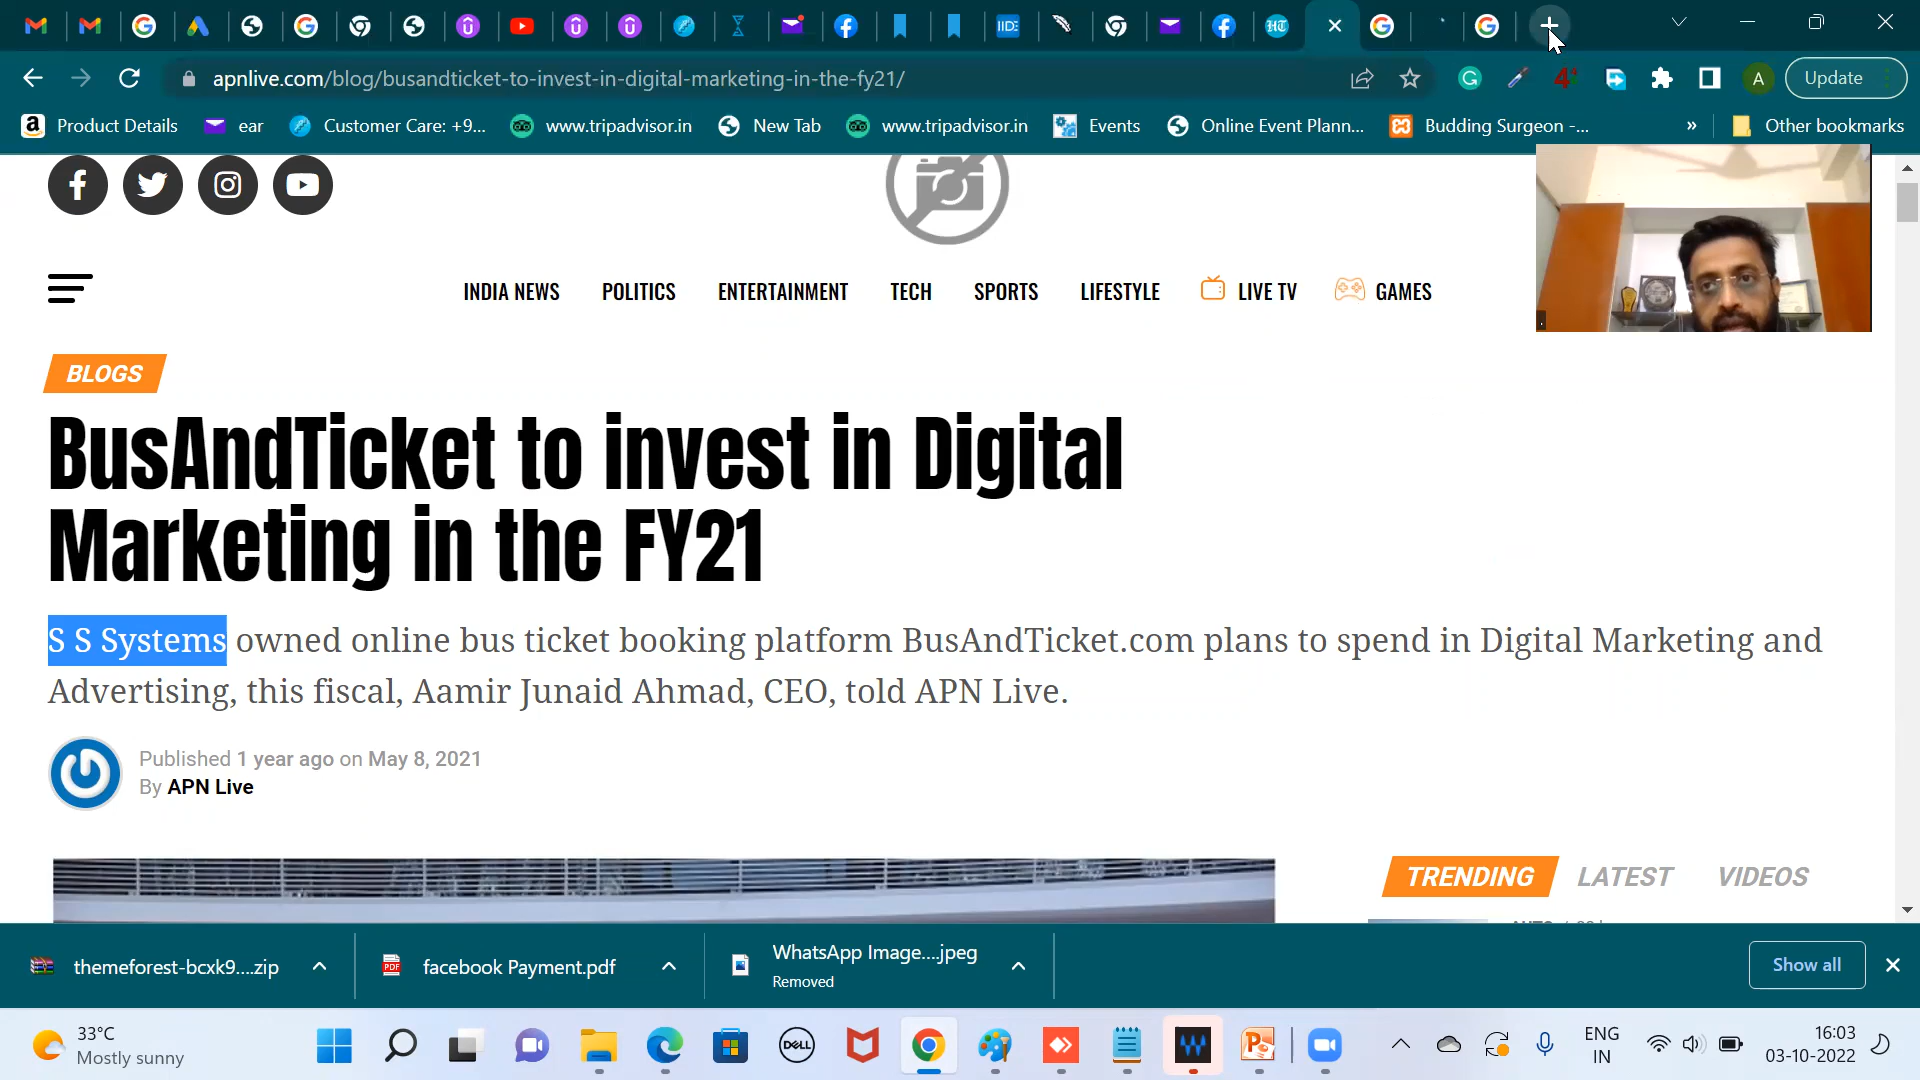 apnlive.com/blog/busandticket-to-invest-in-digital-marketing-in-the-fy21/
A
Update
Product Details
ear
Customer Care: +9...
www.tripadvisor.in
New Tab
www.tripadvisor.in
Events
Online Event Plann...
Budding Surgeon -...
»
Other bookmarks
INDIA NEWS
POLITICS
ENTERTAINMENT
TECH
SPORTS
LIFESTYLE
LIVE TV
GAMES
BLOGS
BusAndTicket to invest in Digital
Marketing in the FY21
S S Systems owned online bus ticket booking platform BusAndTicket.com plans to spend in Digital Marketing and
Advertising, this fiscal, Aamir Junaid Ahmad, CEO, told APN Live.
Published 1 year ago on May 8, 2021
By APN Live
TRENDING
LATEST
VIDEOS
themeforest-bcxk9....zip
facebook Payment.pdf
WhatsApp Image....jpeg
Removed
Show all
33°C
Mostly sunny
DELL
ENG
IN
16:03
03-10-2022